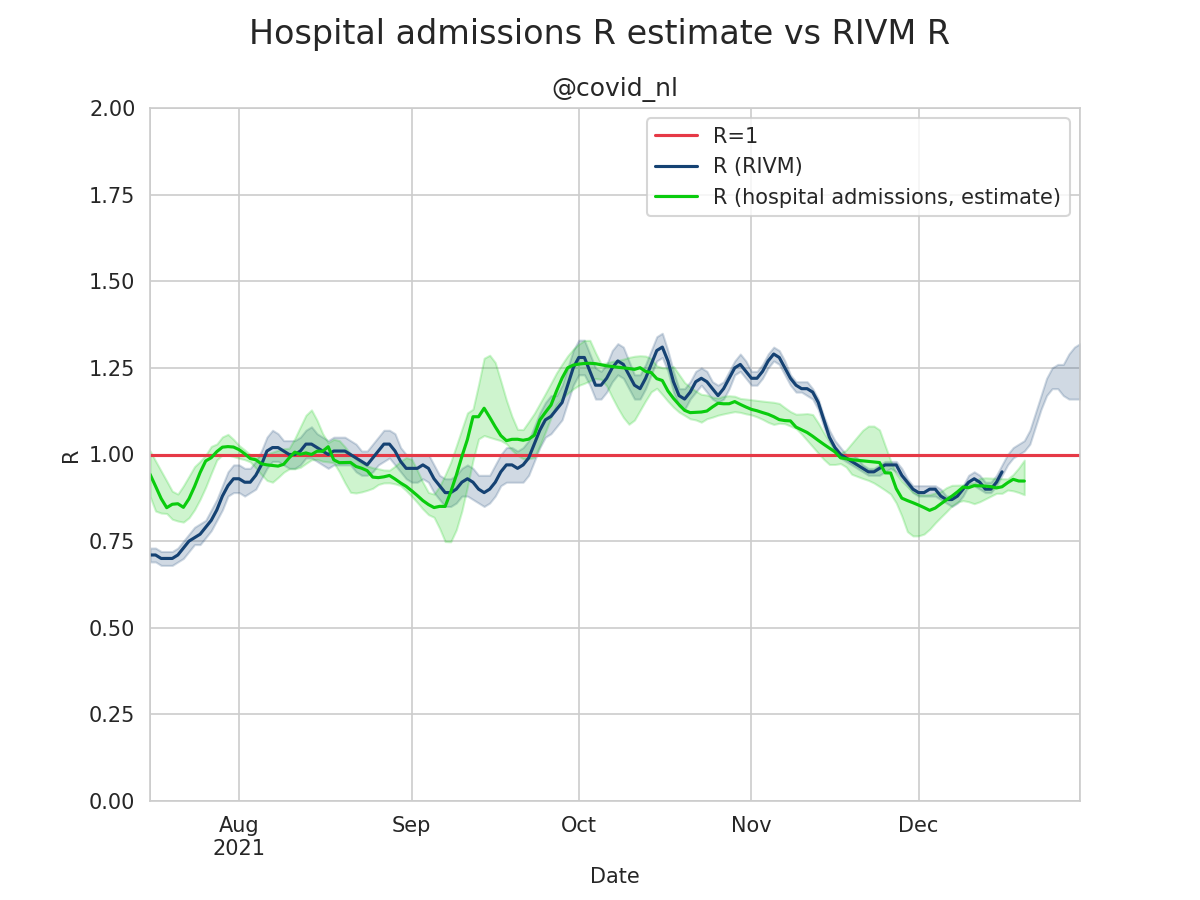 Hospital admissions R estimate vs RIVM R
@covid_nl
R=1
R (RIVM)
R (hospital admissions, estimate)
2.00
1.75
1.50
1.25
1.00
0.75
0.50
0.25
0.00
R
Aug Sep Oct Nov Dec
2021
Date